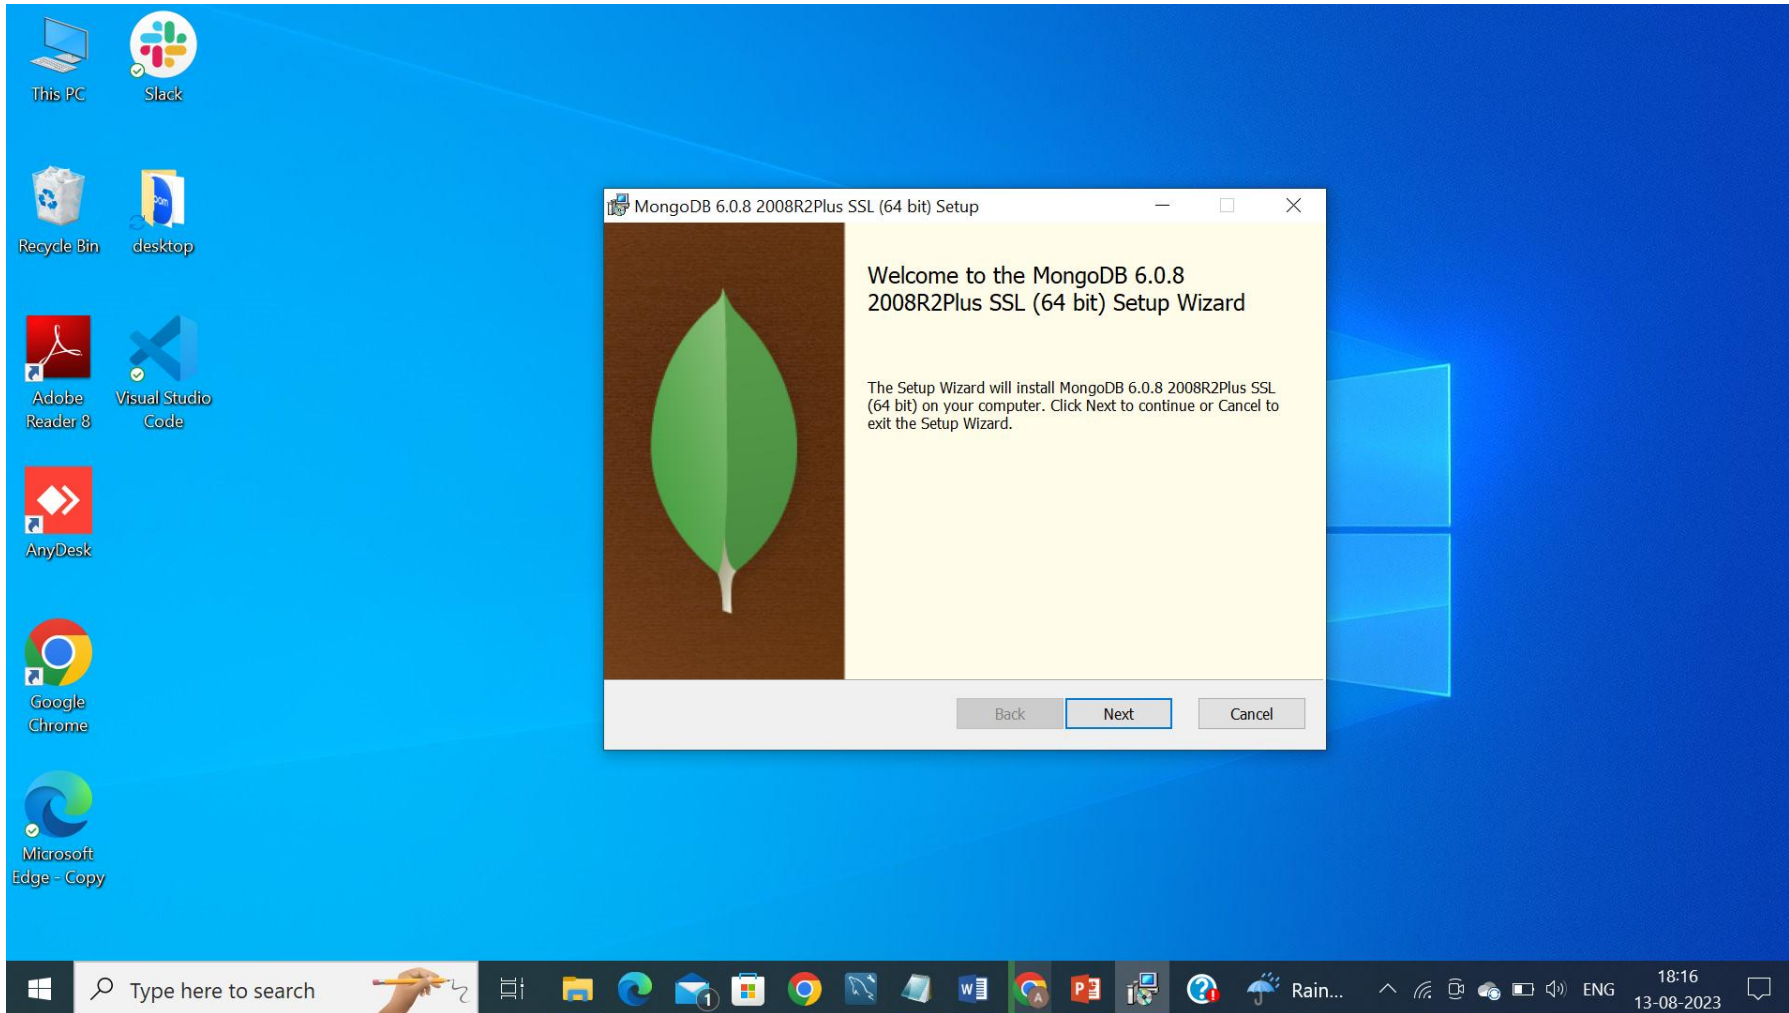 This PC
Slack
Recycle Bin
desktop
Adobe
Reader 8
Visual Studio
Code
AnyDesk
Google
Chrome
Microsoft
Edge - Copy
MongoDB 6.0.8 2008R2Plus SSL (64 bit) Setup
Welcome to the MongoDB 6.0.8
2008R2Plus SSL (64 bit) Setup Wizard
The Setup Wizard will install MongoDB 6.0.8 2008R2Plus SSL
(64 bit) on your computer. Click Next to continue or Cancel to
exit the Setup Wizard.
Back
Next
Cancel
Type here to search
1
W
A
P
Rain...
ENG
18:16
13-08-2023